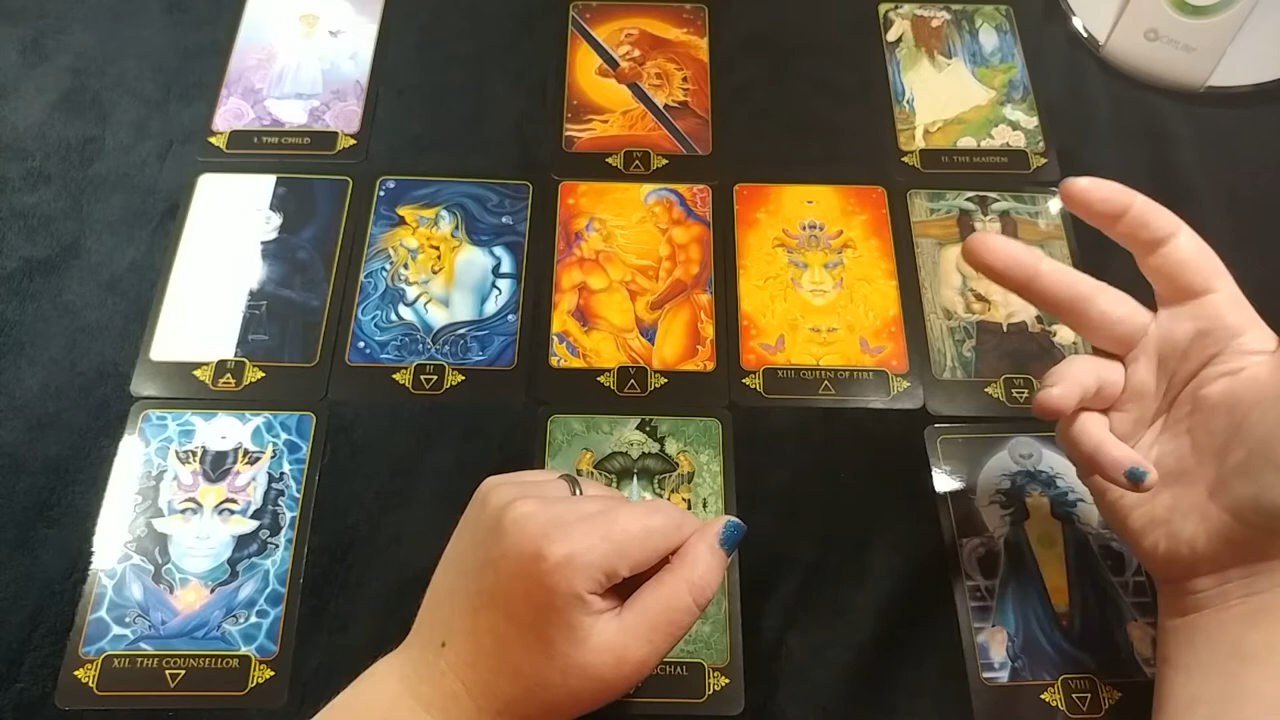 I. THE CHILD
IV
II. THE MAIDEN
II
II
V
XIII. QUEEN OF FIRE
VI
XII. THE COUNSELLOR
SCHAL
VIII